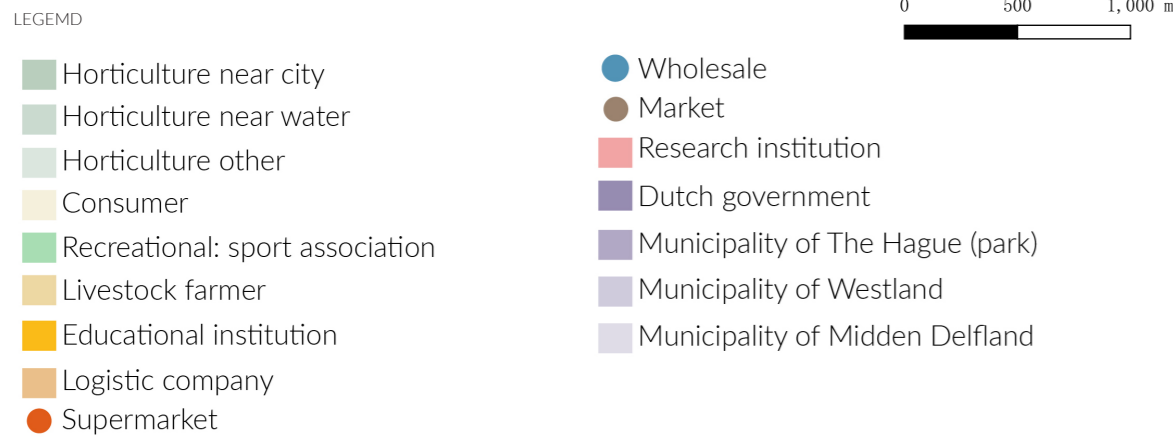 LEGEMD
0 500 1,000 m
Horticulture near city
Horticulture near water
Horticulture other
Consumer
Recreational: sport association
Livestock farmer
Educational institution
Logistic company
Supermarket
Wholesale
Market
Research institution
Dutch government
Municipality of The Hague (park)
Municipality of Westland
Municipality of Midden Delfland